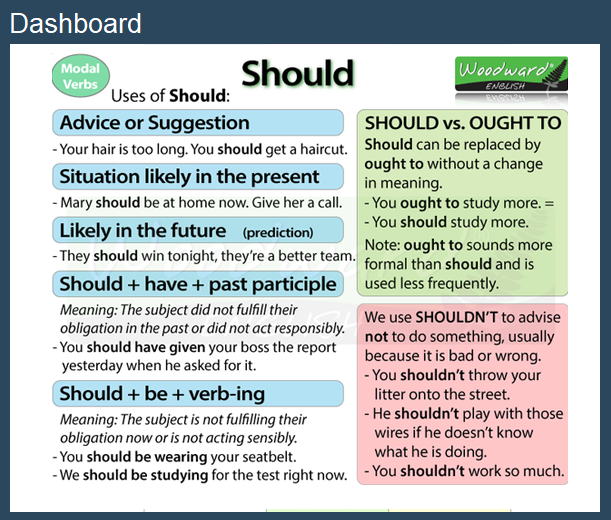 Dashboard
Modal
Verbs
Should
Woodward®
ENGLISH
Uses of Should:
Advice or Suggestion
- Your hair is too long. You should get a haircut.
Situation likely in the present
- Mary should be at home now. Give her a call.
Likely in the future (prediction)
- They should win tonight, they're a better team.
Should + have + past participle
Meaning: The subject did not fulfill their
obligation in the past or did not act responsibly.
- You should have given your boss the report
yesterday when he asked for it.
Should + be + verb-ing
Meaning: The subject is not fulfilling their
obligation now or is not acting sensibly.
- You should be wearing your seatbelt.
- We should be studying for the test right now.
SHOULD vs. OUGHT TO
Should can be replaced by
ought to without a change
in meaning.
- You ought to study more. =
- You should study more.
Note: ought to sounds more
formal than should and is
used less frequently.
We use SHOULDN'T to advise
not to do something, usually
because it is bad or wrong.
- You shouldn't throw your
litter onto the street.
- He shouldn't play with those
wires if he doesn't know
what he is doing.
- You shouldn't work so much.